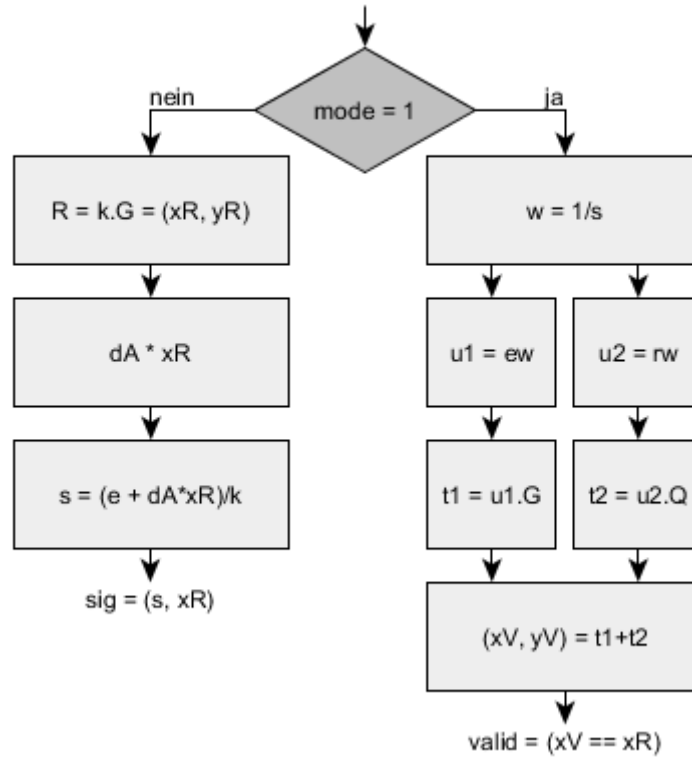 mode = 1
nein
ja
R = k.G = (xR, yR)
dA * xR
s = (e + dA*xR)/k
sig = (s, xR)
w = 1/s
u1 = ew
u2 = rw
t1 = u1.G
t2 = u2.Q
(xV, yV) = t1+t2
valid = (xV == xR)